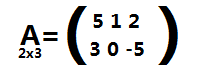 A = ( 5 1 2
2x3 3 0 -5 )